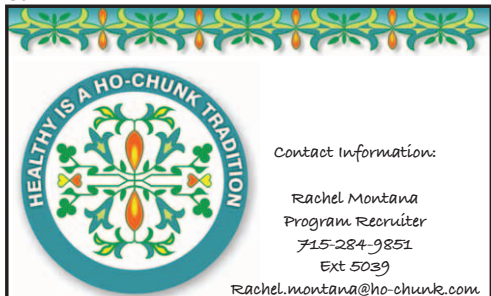 HEALTHY IS A HO-CHUNK TRADITION
Contact Information:
Rachel Montana
Program Recruiter
715-284-9851
Ext 5039
Rachel.montana@ho-chunk.com